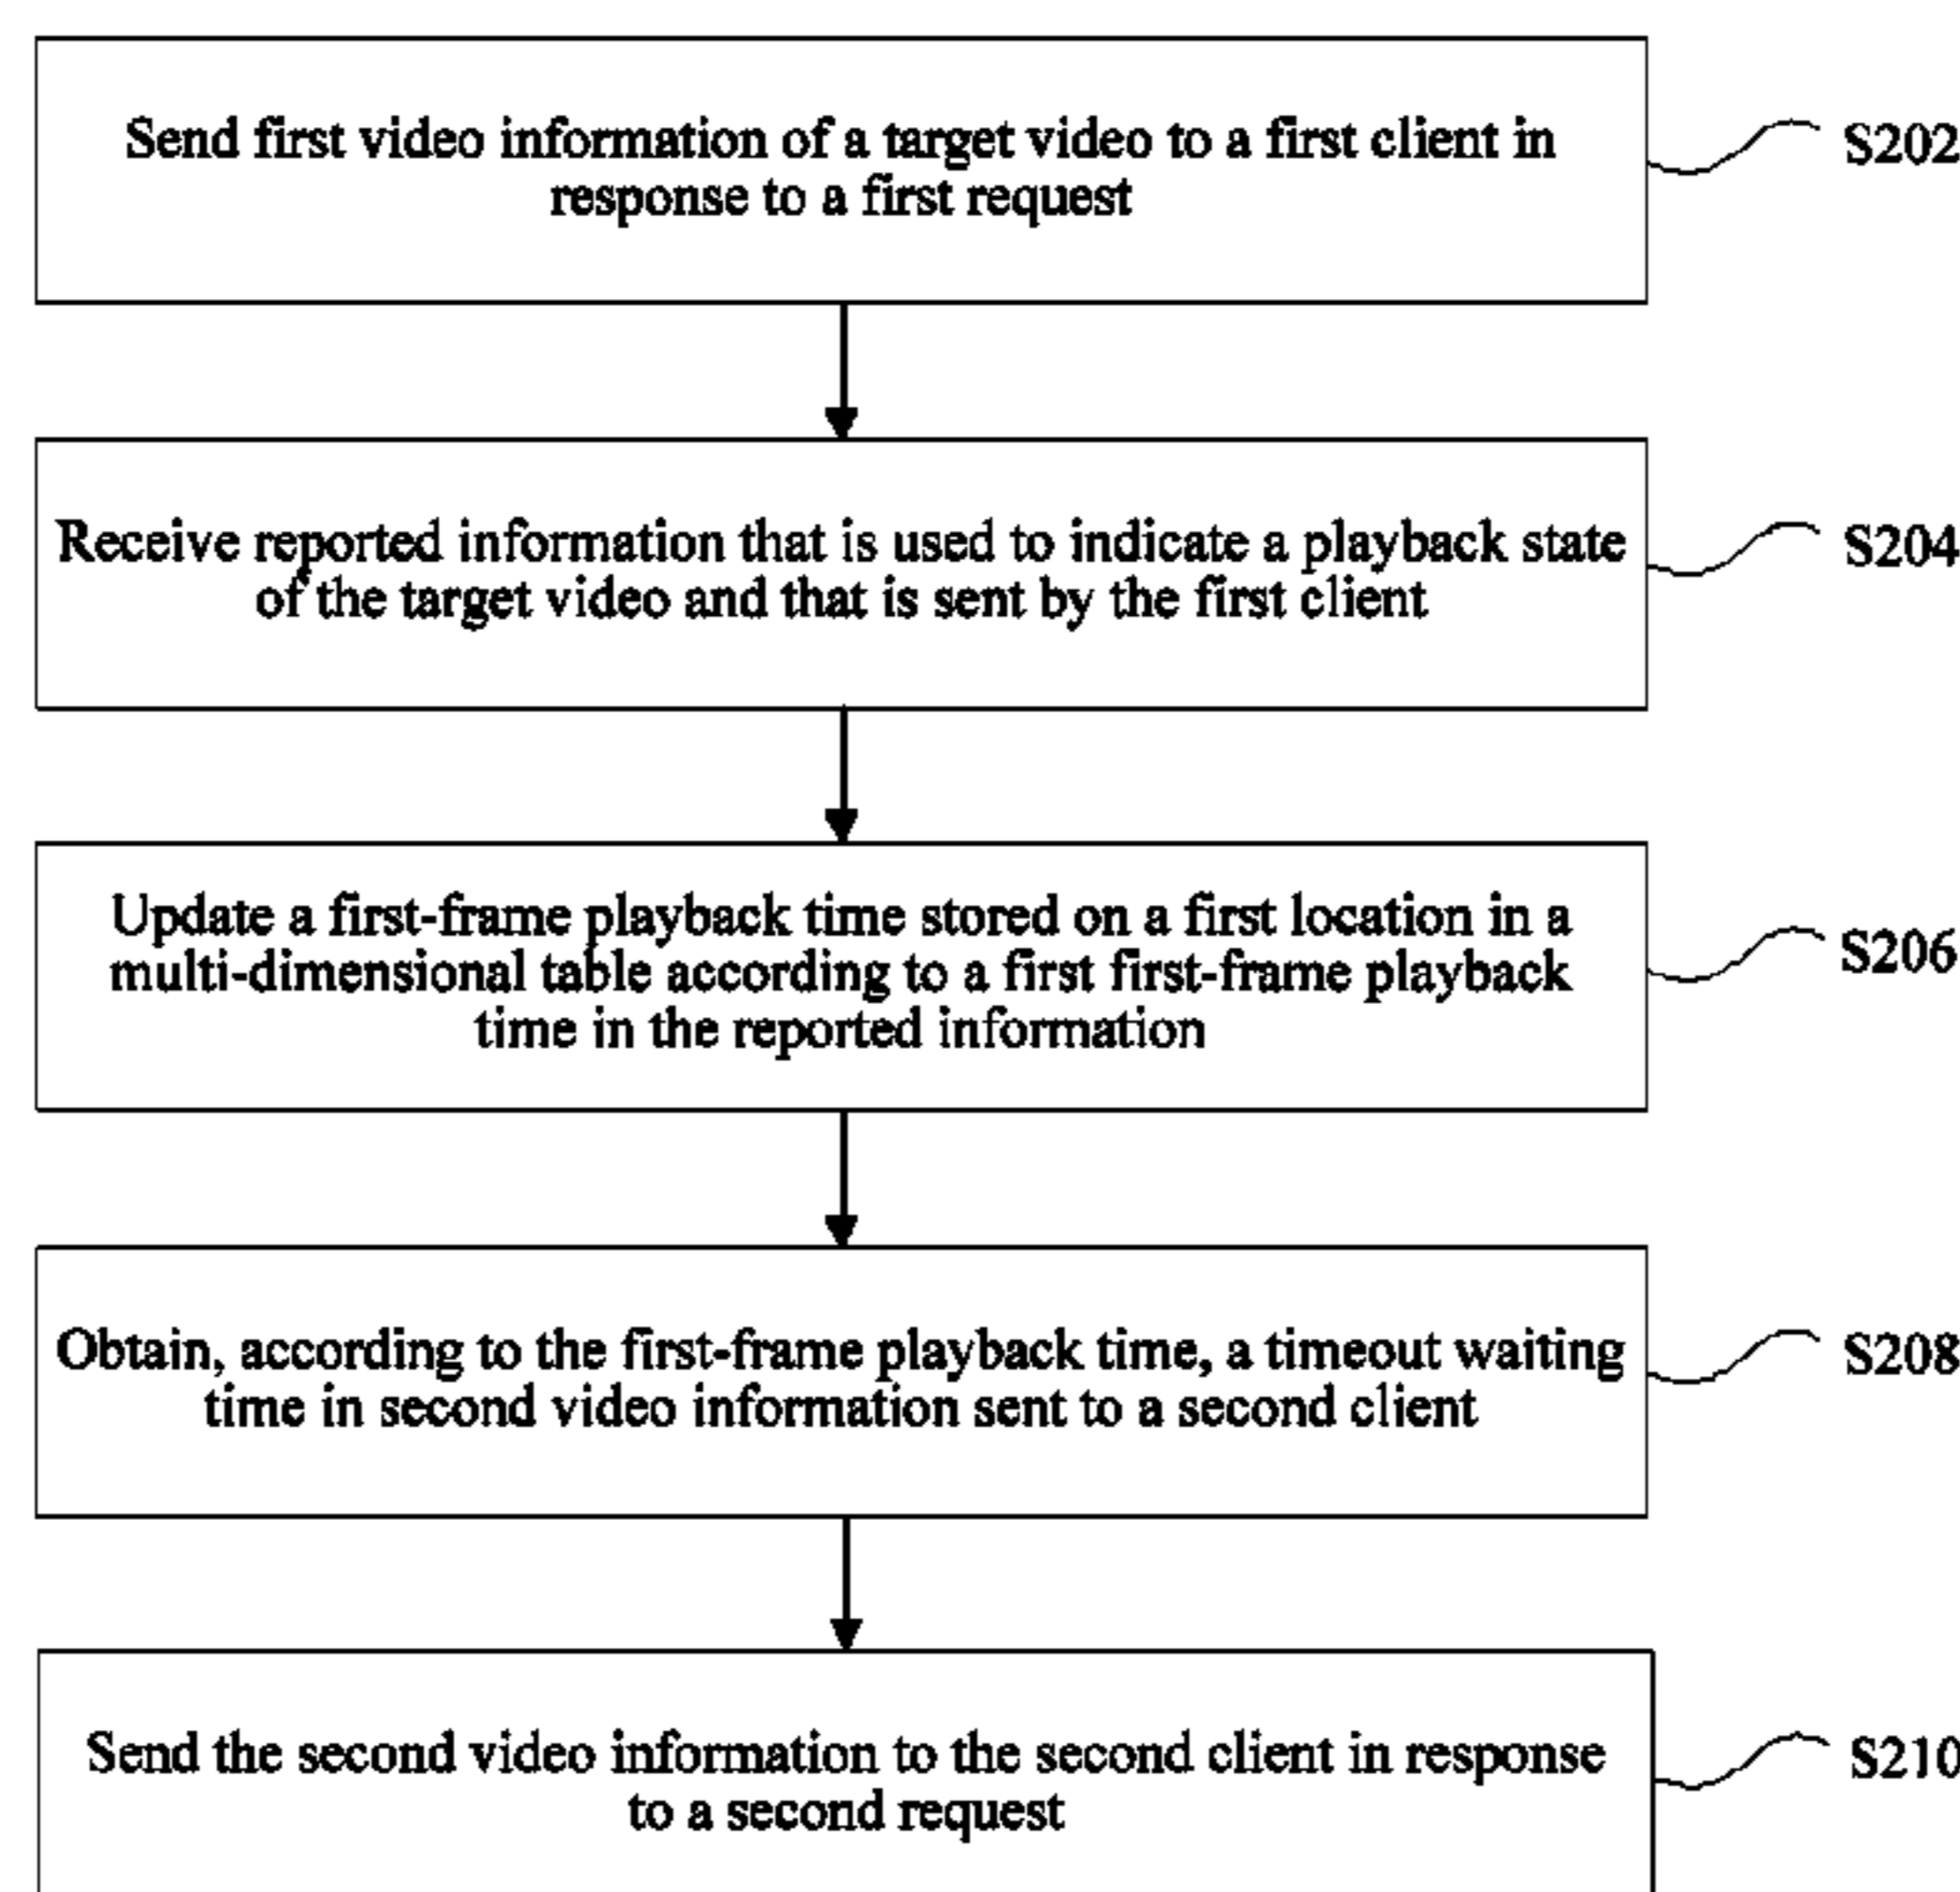 Send first video information of a target video to a first client in
response to a first request
S202
Receive reported information that is used to indicate a playback state
of the target video and that is sent by the first client
S204
Update a first-frame playback time stored on a first location in a
multi-dimensional table according to a first first-frame playback
time in the reported information
S206
Obtain, according to the first-frame playback time, a timeout waiting
time in second video information sent to a second client
S208
Send the second video information to the second client in response
to a second request
S210